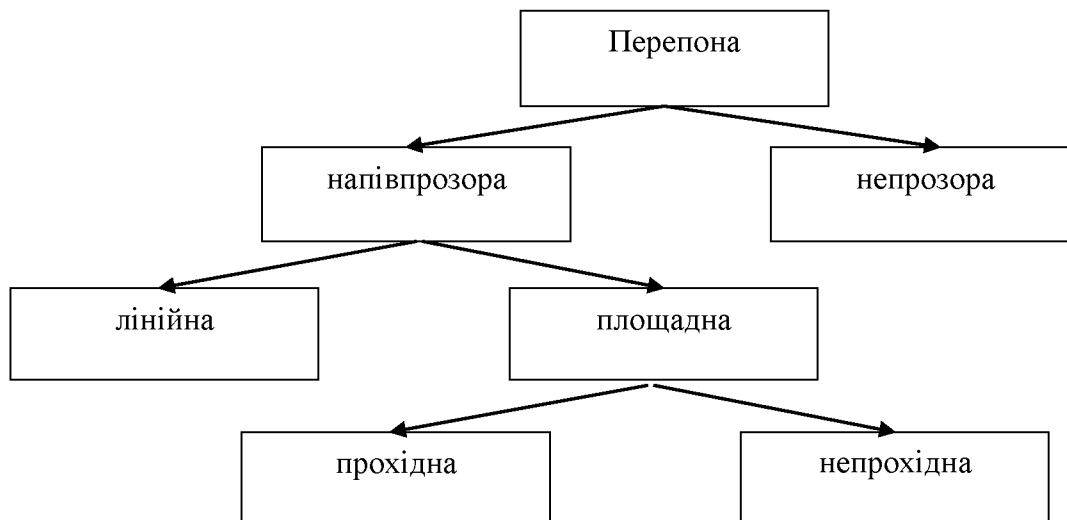 Перепона
напівпрозора
непрозора
лінійна
площадна
прохідна
непрохідна